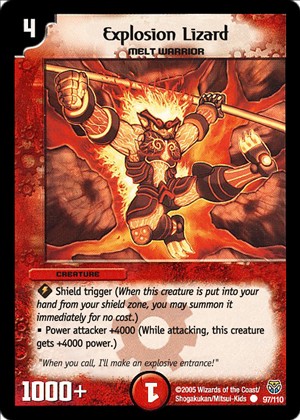 4
Explosion Lizard
MELT WARRIOR
CREATURE
Shield trigger (When this creature is put into your
hand from your shield zone, you may summon it
immediately for no cost.)
▪ Power attacker +4000 (While attacking, this creature
gets +4000 power.)
"When you call, I'll make an explosive entrance!"
1000+
1
©2005 Wizards of the Coast/
Shogakukan/Mitsui-Kids
97/110